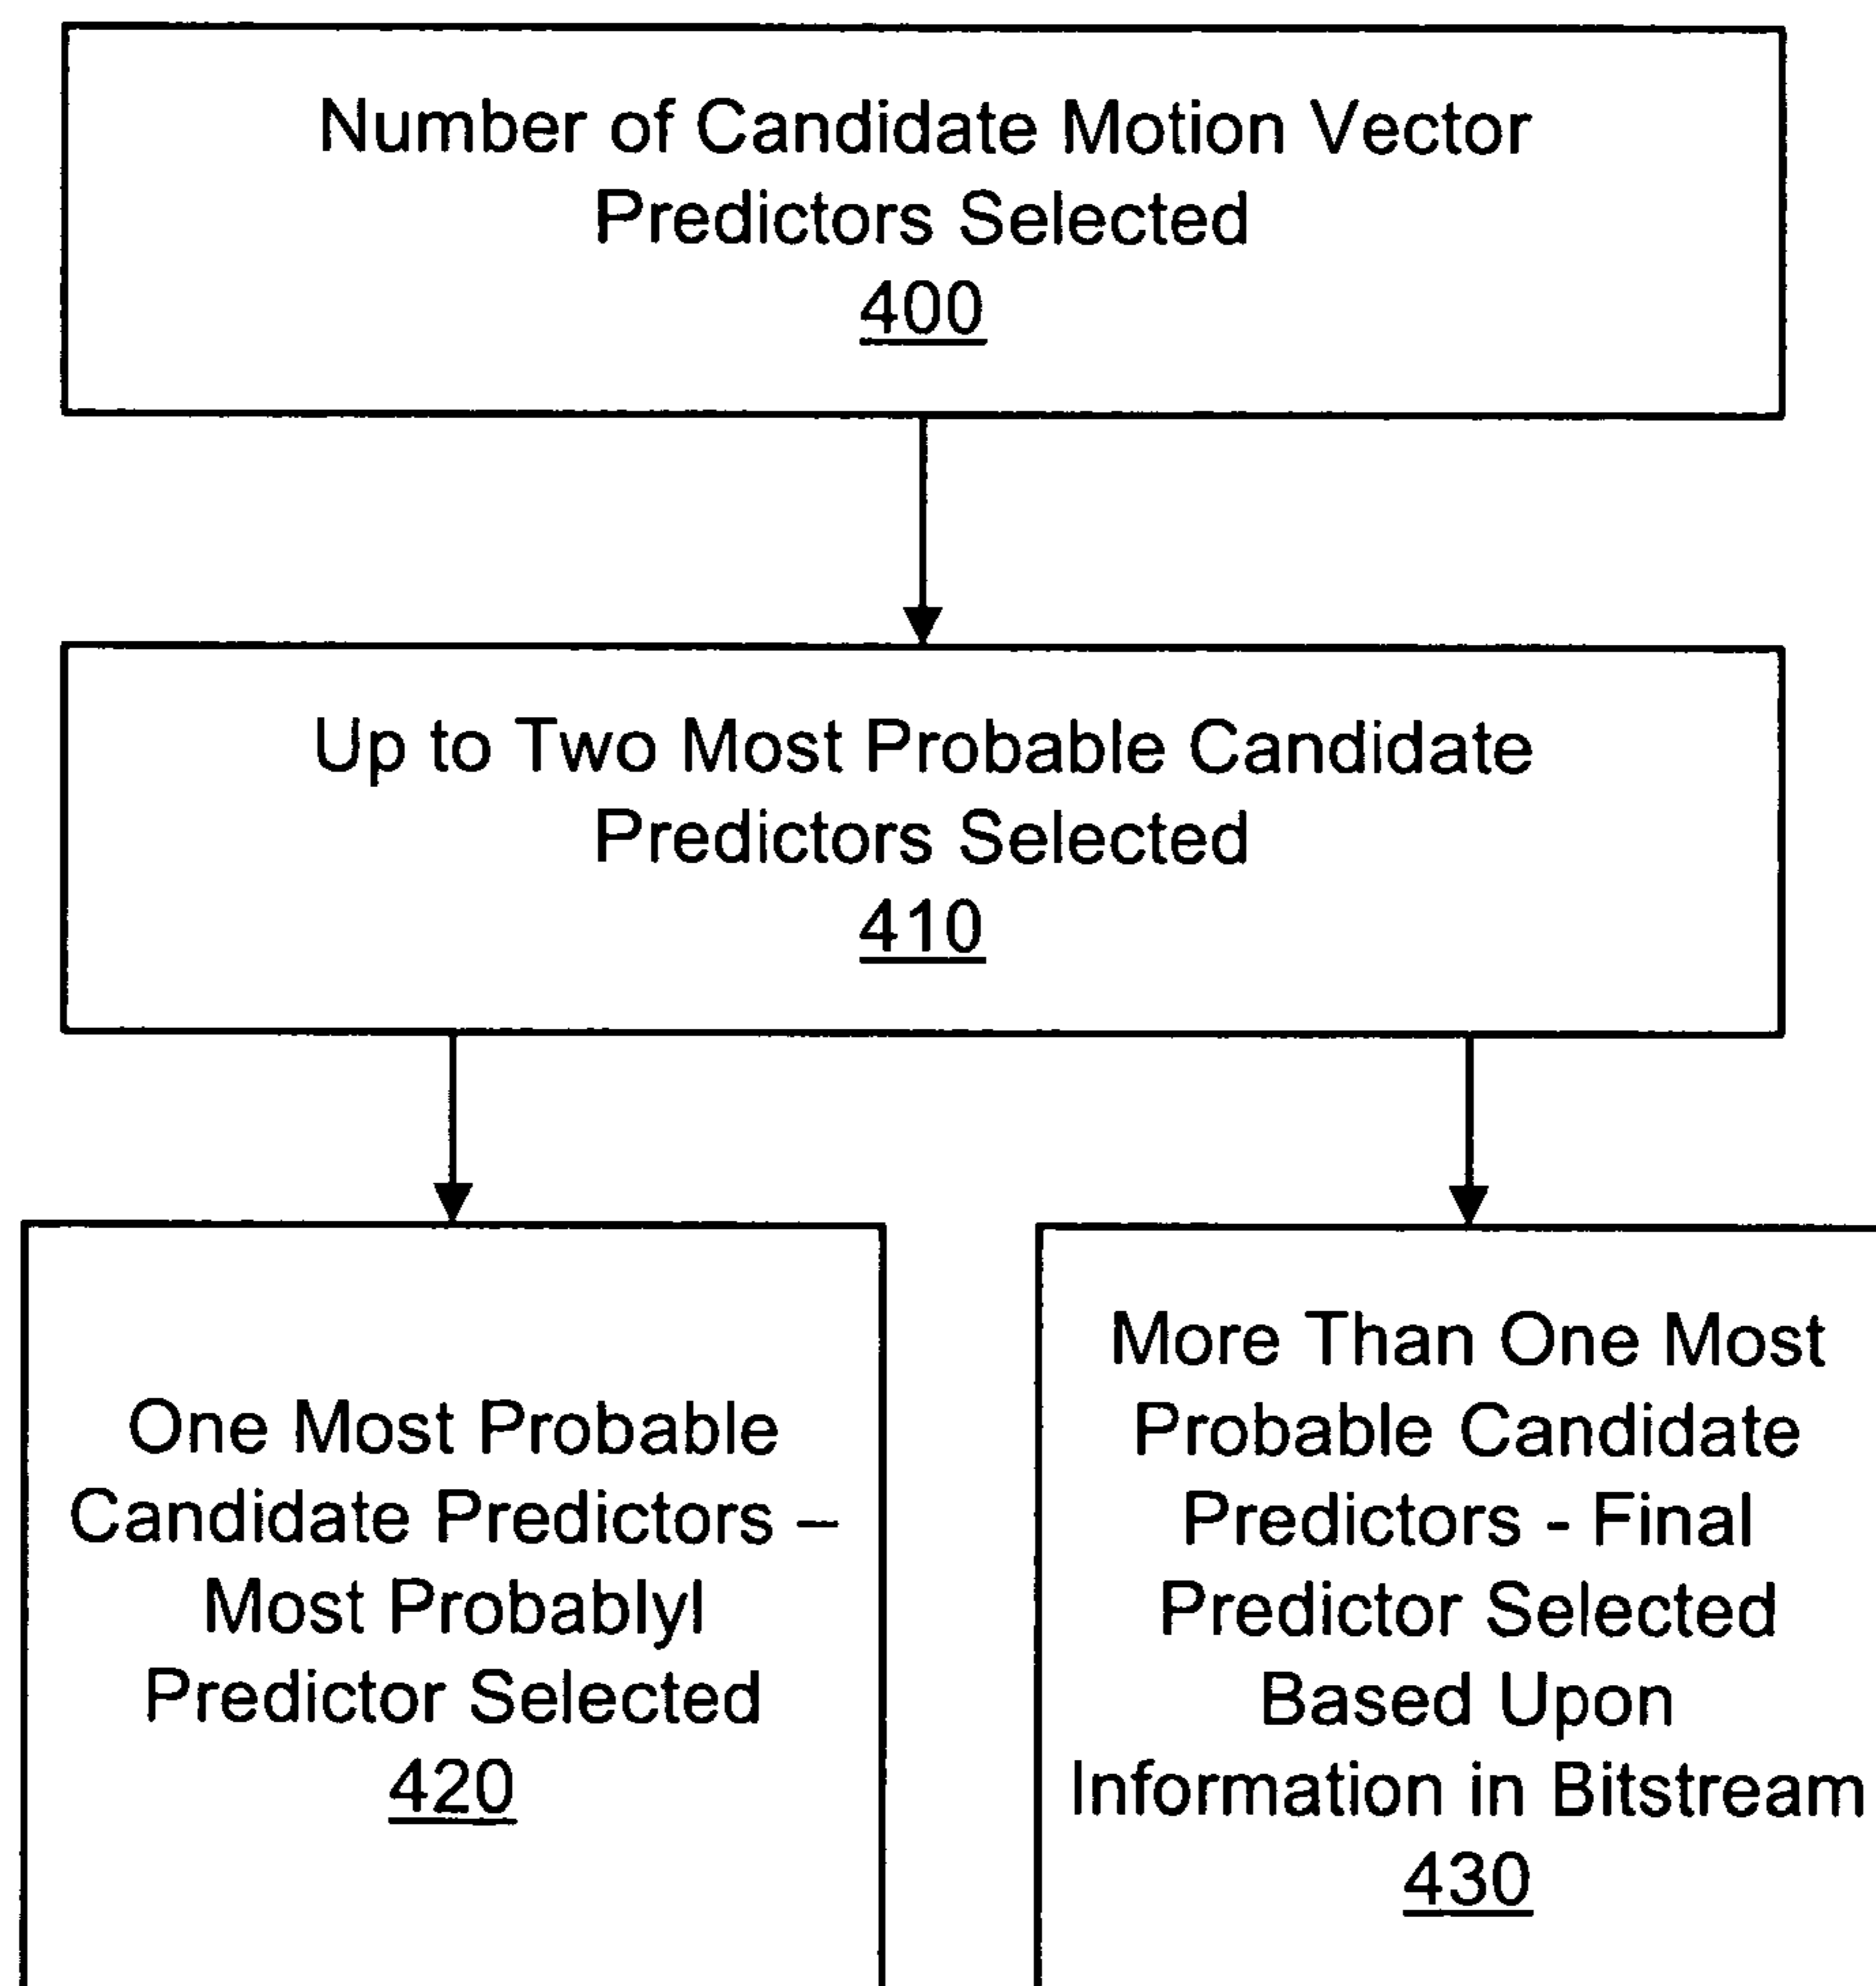 Number of Candidate Motion Vector
Predictors Selected
400
Up to Two Most Probable Candidate
Predictors Selected
410
One Most Probable
Candidate Predictors –
Most Probablyl
Predictor Selected
420
More Than One Most
Probable Candidate
Predictors - Final
Predictor Selected
Based Upon
Information in Bitstream
430